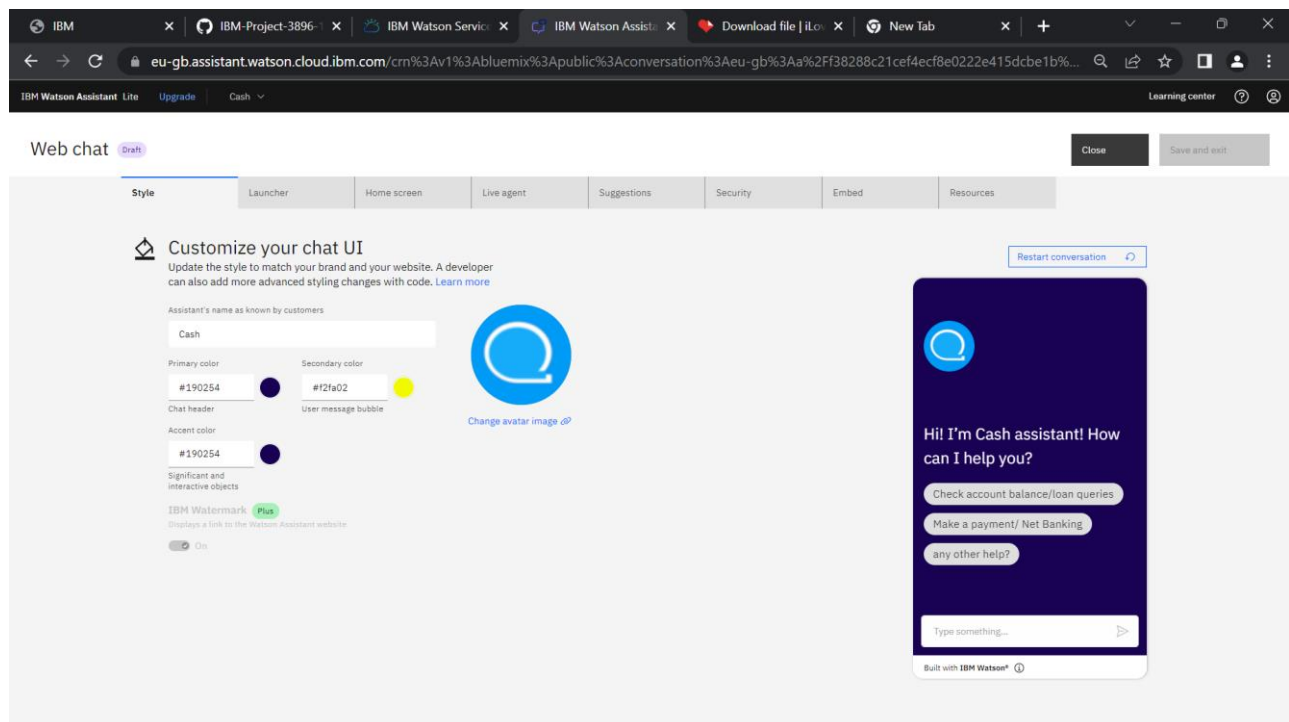 IBM
IBM-Project-3896-1
IBM Watson Service
IBM Watson Assista
Download file | iLov
New Tab
eu-gb.assistant.watson.cloud.ibm.com/crn%3Av1%3Abluemix%3Apublic%3Aconversation%3Aeu-gb%3Aa%2Ff38288c21cef4ecf8e0222e415dcbe1b%...
IBM Watson Assistant Lite Upgrade Cash Learning center
Web chat Draft Close Save and exit
Style Launcher Home screen Live agent Suggestions Security Embed Resources
Customize your chat UI
Update the style to match your brand and your website. A developer
can also add more advanced styling changes with code. Learn more
Assistant's name as known by customers
Cash
Primary color Secondary color
#190254 #f2fa02
Chat header User message bubble
Change avatar image
Accent color
#190254
Significant and
interactive objects
IBM Watermark Plus
Displays a link to the Watson Assistant website.
On
Restart conversation
Hi! I'm Cash assistant! How
can I help you?
Check account balance/loan queries
Make a payment/ Net Banking
any other help?
Type something...
Built with IBM Watson®